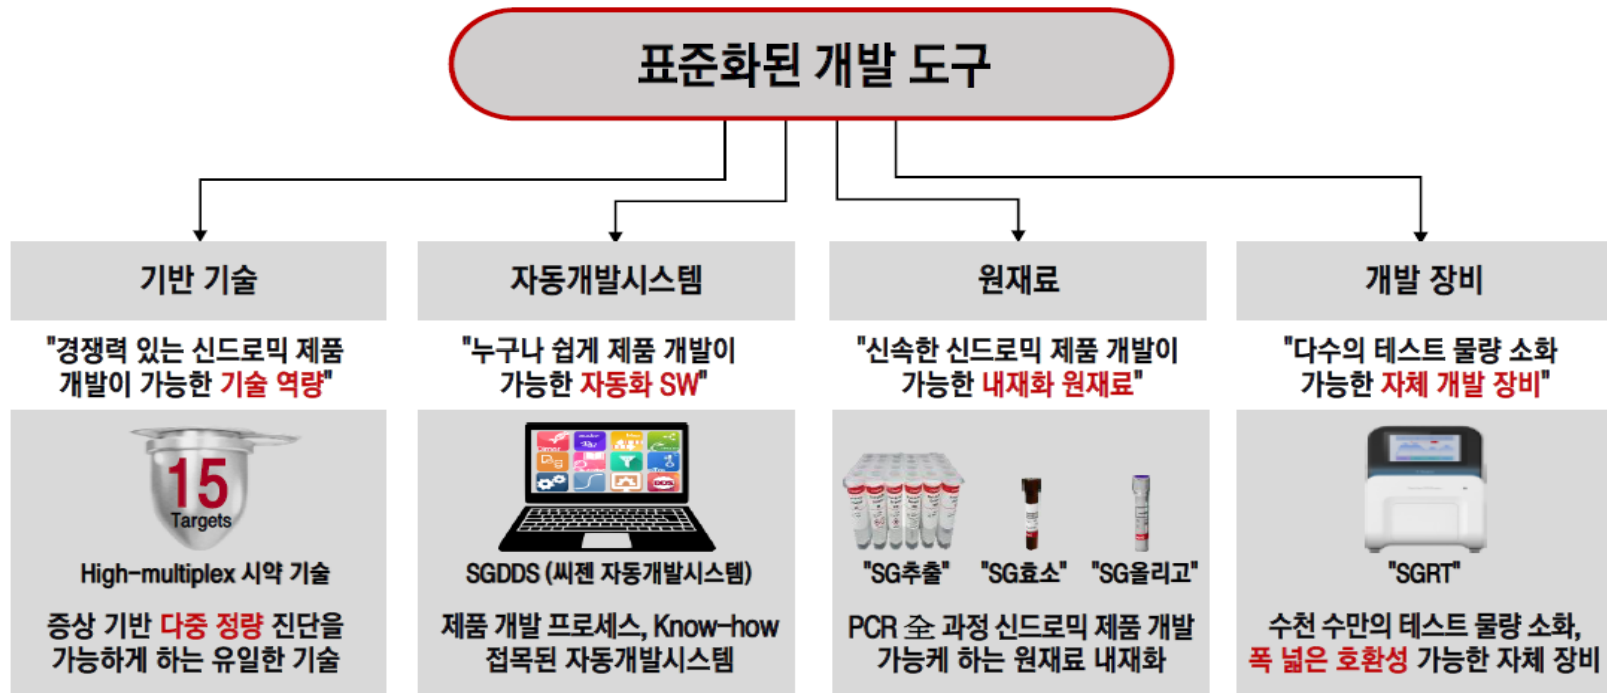 표준화된 개발 도구
기반 기술
"경쟁력 있는 신드로믹 제품
개발이 가능한 기술 역량"
15
Targets
High-multiplex 시약 기술
증상 기반 다중 정량 진단을
가능하게 하는 유일한 기술
자동개발시스템
"누구나 쉽게 제품 개발이
가능한 자동화 SW"
SGDDS (씨젠 자동개발시스템)
제품 개발 프로세스, Know-how
접목된 자동개발시스템
원재료
"신속한 신드로믹 제품 개발이
가능한 내재화 원재료"
"SG추출" "SG효소" "SG올리고"
PCR 全 과정 신드로믹 제품 개발
가능케 하는 원재료 내재화
개발 장비
"다수의 테스트 물량 소화
가능한 자체 개발 장비"
"SGRT"
수천 수만의 테스트 물량 소화,
폭 넓은 호환성 가능한 자체 장비